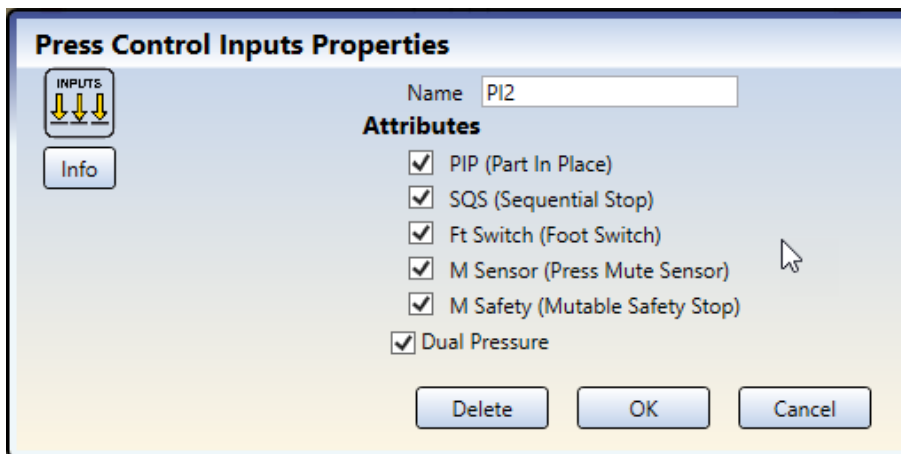 Press Control Inputs Properties
INPUTS
Name PI2
Attributes
Info
PIP (Part In Place)
SQS (Sequential Stop)
Ft Switch (Foot Switch)
M Sensor (Press Mute Sensor)
M Safety (Mutable Safety Stop)
Dual Pressure
Delete OK Cancel